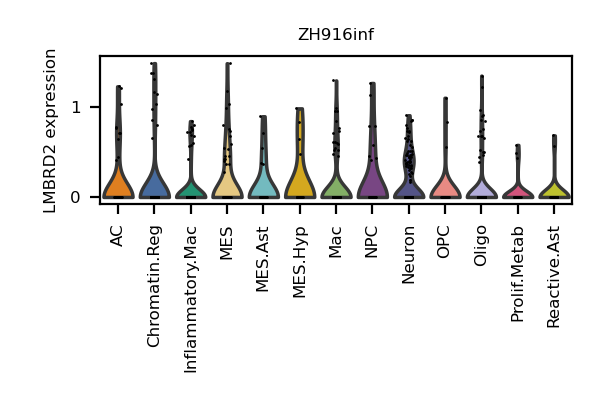 ZH916inf
LMBRD2 expression
1
0
AC
Chromatin.Reg
Inflammatory.Mac
MES
MES.Ast
MES.Hyp
Mac
NPC
Neuron
OPC
Oligo
Prolif.Metab
Reactive.Ast